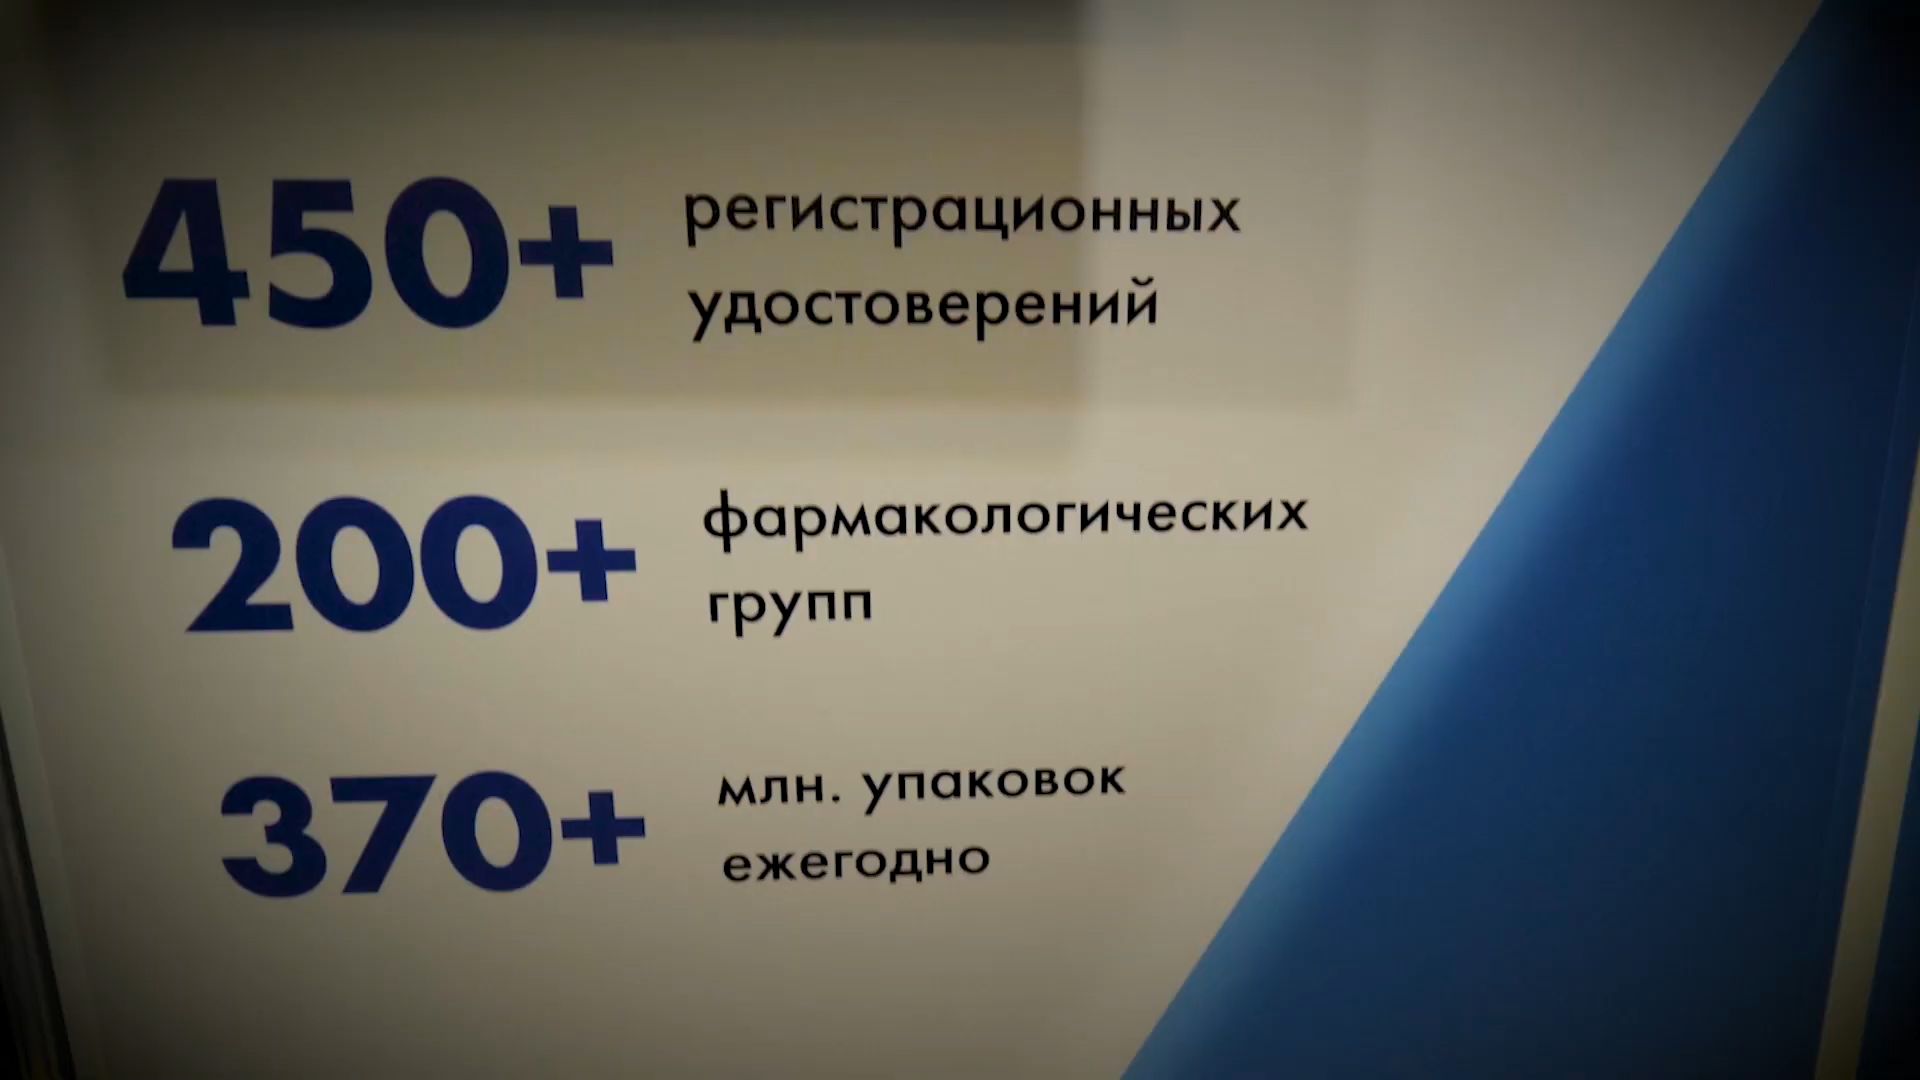 450+ регистрационных
удостоверений
200+ фармакологических
групп
370+ млн. упаковок
ежегодно